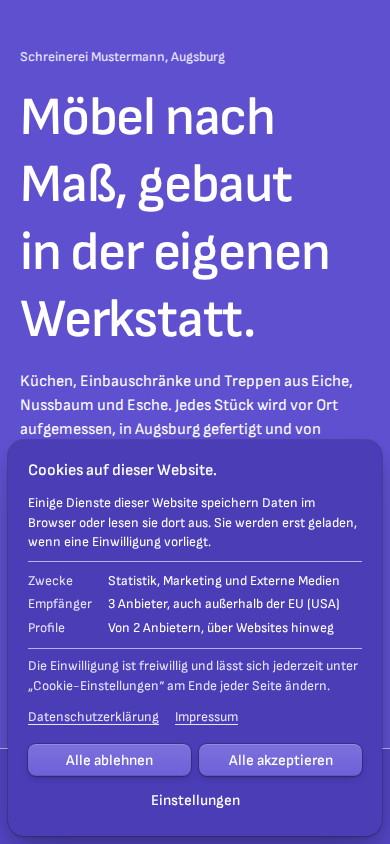 Schreinerei Mustermann, Augsburg
Möbel nach
Maß, gebaut
in der eigenen
Werkstatt.
Küchen, Einbauschränke und Treppen aus Eiche,
Nussbaum und Esche. Jedes Stück wird vor Ort
aufgemessen, in Augsburg gefertigt und von
Cookies auf dieser Website.
Einige Dienste dieser Website speichern Daten im
Browser oder lesen sie dort aus. Sie werden erst geladen,
wenn eine Einwilligung vorliegt.
Zwecke Statistik, Marketing und Externe Medien
Empfänger 3 Anbieter, auch außerhalb der EU (USA)
Profile Von 2 Anbietern, über Websites hinweg
Die Einwilligung ist freiwillig und lässt sich jederzeit unter
„Cookie-Einstellungen“ am Ende jeder Seite ändern.
Datenschutzerklärung Impressum
Alle ablehnen Alle akzeptieren
Einstellungen